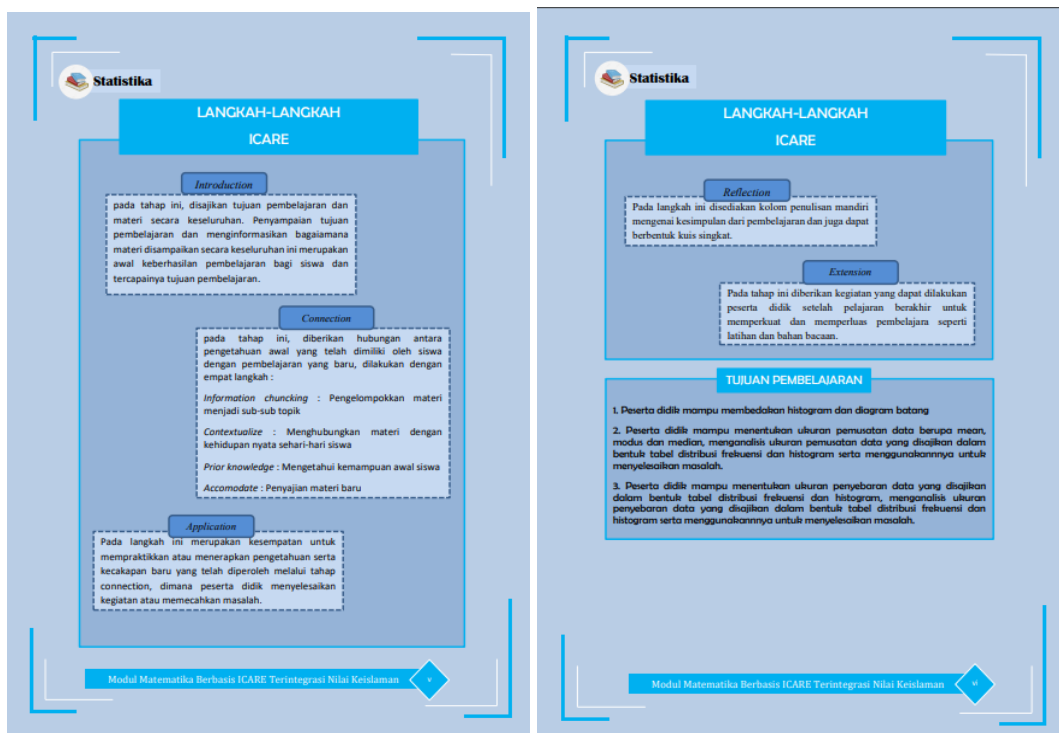 Statistika
LANGKAH-LANGKAH
ICARE
Introduction
pada tahap ini, disajikan tujuan pembelajaran dan
materi secara keseluruhan. Penyampaian tujuan
pembelajaran dan menginformasikan bagaiamana
materi disampaikan secara keseluruhan ini merupakan
awal keberhasilan pembelajaran bagi siswa dan
tercapainya tujuan pembelajaran.
Connection
pada tahap ini, diberikan hubungan antara
pengetahuan awal yang telah dimiliki oleh siswa
dengan pembelajaran yang baru, dilakukan dengan
empat langkah :
Information chuncking : Pengelompokkan materi
menjadi sub-sub topik
Contextualize : Menghubungkan materi dengan
kehidupan nyata sehari-hari siswa
Prior knowledge : Mengetahui kemampuan awal siswa
Accomodate : Penyajian materi baru
Application
Pada langkah ini merupakan kesempatan untuk
mempraktikkan atau menerapkan pengetahuan serta
kecakapan baru yang telah diperoleh melalui tahap
connection, dimana peserta didik menyelesaikan
kegiatan atau memecahkan masalah.
Modul Matematika Berbasis ICARE Terintegrasi Nilai Keislaman
v
Statistika
LANGKAH-LANGKAH
ICARE
Reflection
Pada langkah ini disediakan kolom penulisan mandiri
mengenai kesimpulan dari pembelajaran dan juga dapat
berbentuk kuis singkat.
Extension
Pada tahap ini diberikan kegiatan yang dapat dilakukan
peserta didik setelah pelajaran berakhir untuk
memperkuat dan memperluas pembelajara seperti
latihan dan bahan bacaan.
TUJUAN PEMBELAJARAN
1. Peserta didik mampu membedakan histogram dan diagram batang
2. Peserta didik mampu menentukan ukuran pemusatan data berupa mean,
modus dan median, menganalisis ukuran pemusatan data yang disajikan dalam
bentuk tabel distribusi frekuensi dan histogram serta menggunakannnya untuk
menyelesaikan masalah.
3. Peserta didik mampu menentukan ukuran penyebaran data yang disajikan
dalam bentuk tabel distribusi frekuensi dan histogram, menganalisis ukuran
penyebaran data yang disajikan dalam bentuk tabel distribusi frekuensi dan
histogram serta menggunakannnya untuk menyelesaikan masalah.
Modul Matematika Berbasis ICARE Terintegrasi Nilai Keislaman
vi